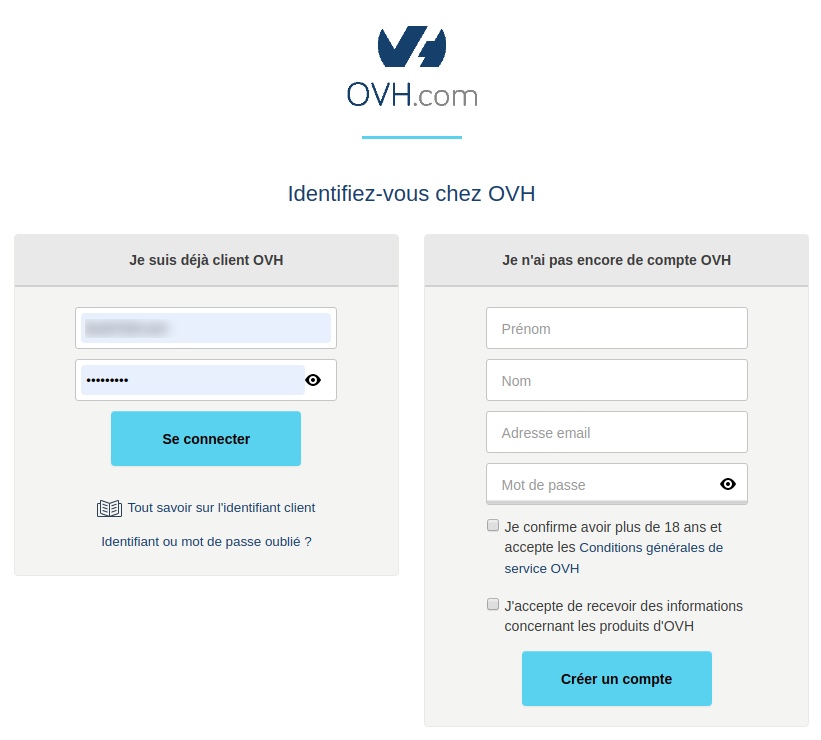 OVH.com
Identifiez-vous chez OVH
Je suis déjà client OVH
•••••••••
Se connecter
Tout savoir sur l'identifiant client
Identifiant ou mot de passe oublié ?
Je n'ai pas encore de compte OVH
Prénom
Nom
Adresse email
Mot de passe
Je confirme avoir plus de 18 ans et
accepte les Conditions générales de
service OVH
J'accepte de recevoir des informations
concernant les produits d'OVH
Créer un compte